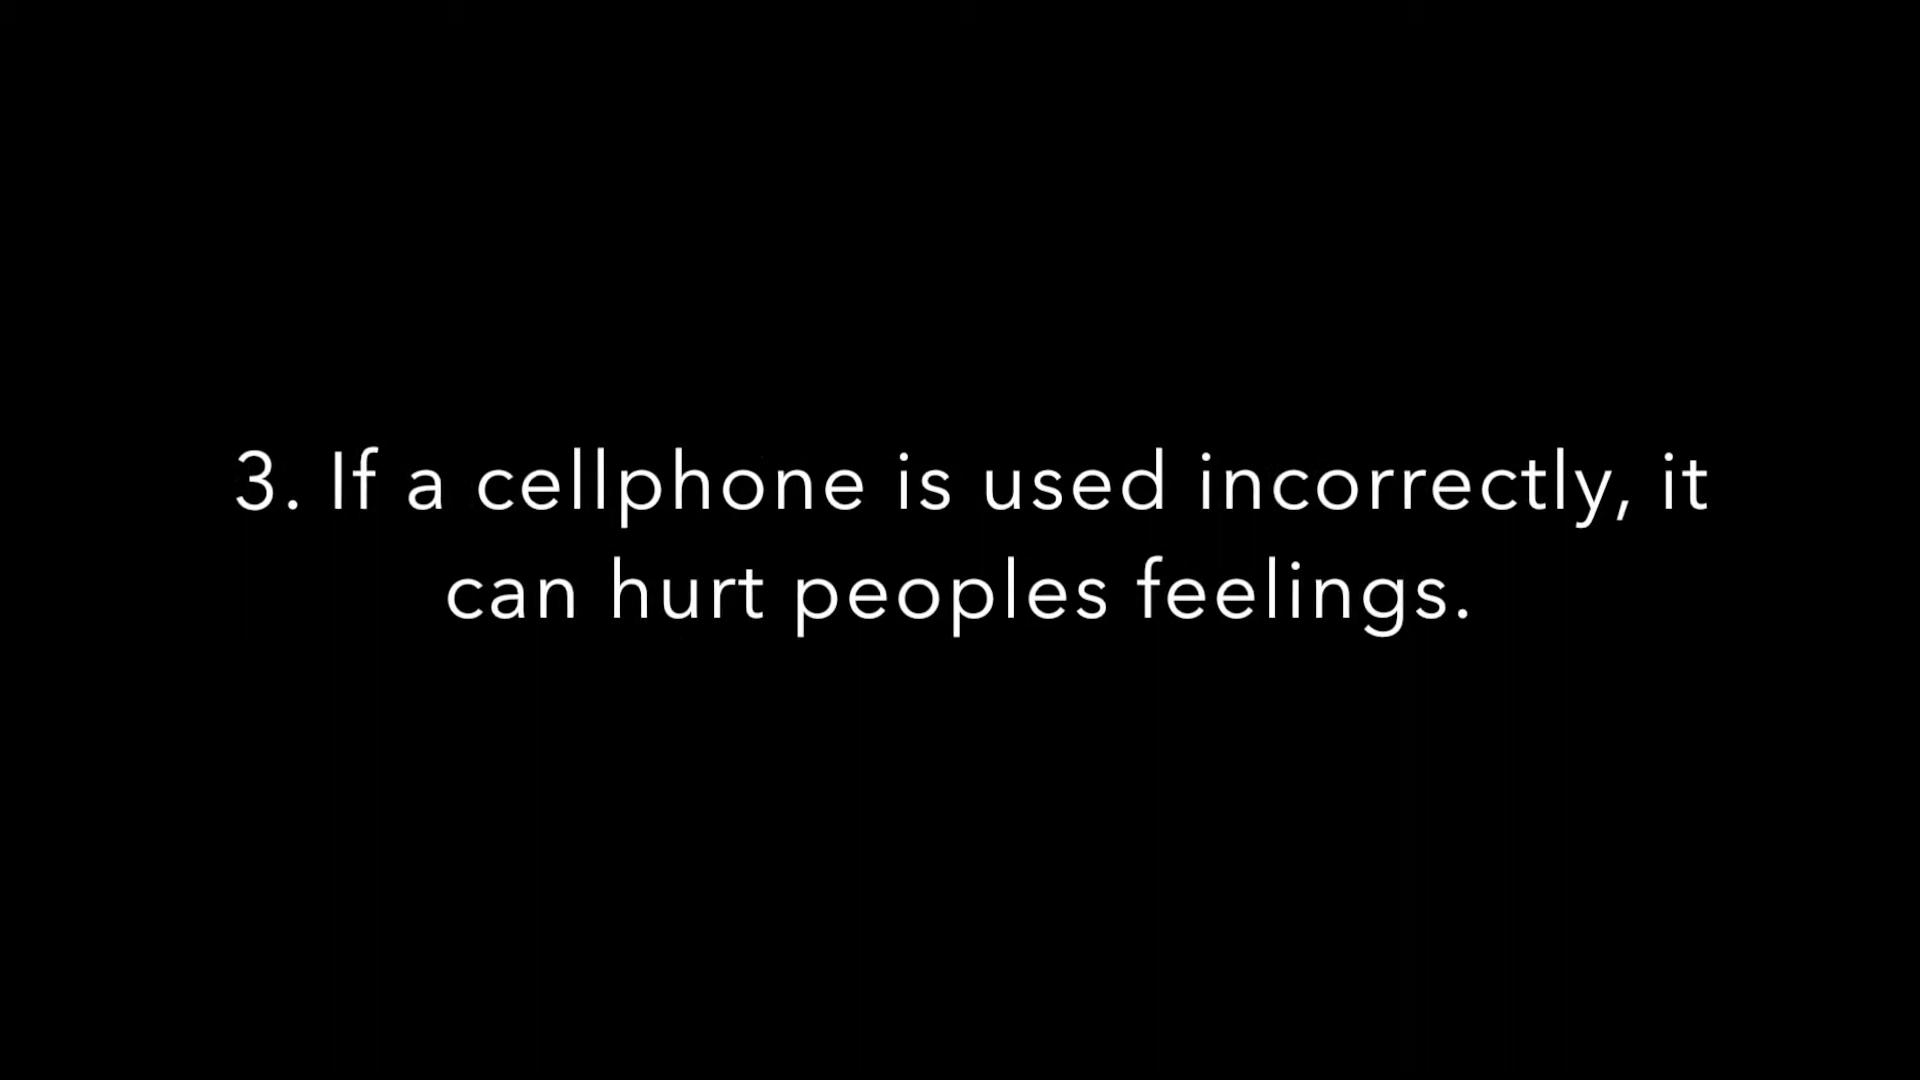 3. If a cellphone is used incorrectly, it
can hurt peoples feelings.